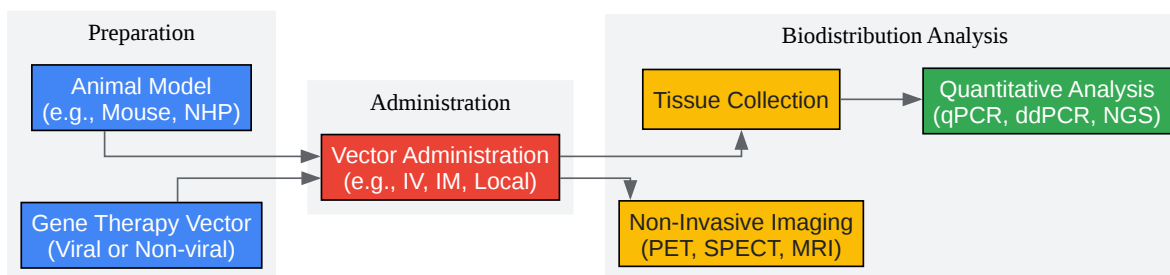 Preparation
Animal Model
(e.g., Mouse, NHP)
Gene Therapy Vector
(Viral or Non-viral)
Administration
Vector Administration
(e.g., IV, IM, Local)
Biodistribution Analysis
Tissue Collection
Quantitative Analysis
(qPCR, ddPCR, NGS)
Non-Invasive Imaging
(PET, SPECT, MRI)